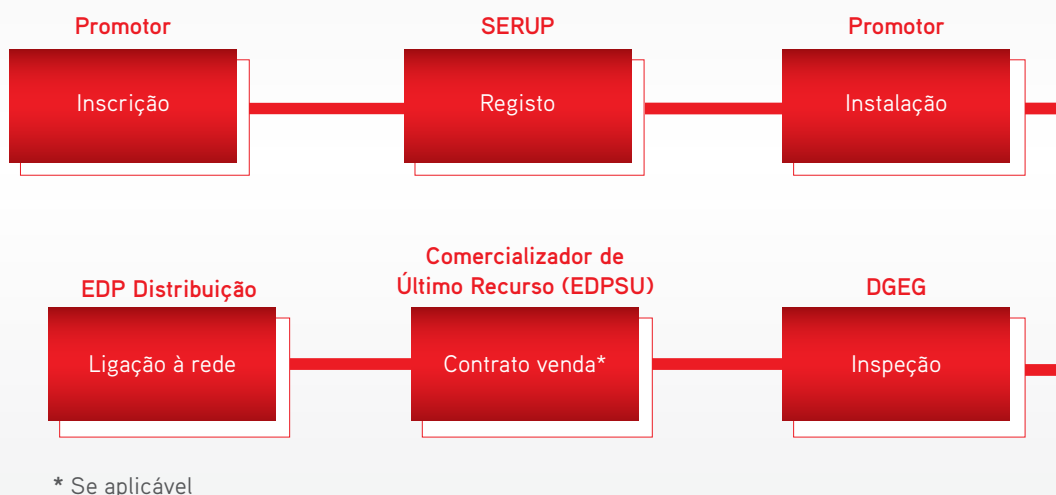 Promotor
SERUP
Promotor
Inscrição
Registo
Instalação
EDP Distribuição
Comercializador de
Último Recurso (EDPSU)
DGEG
Ligação à rede
Contrato venda*
Inspeção
* Se aplicável